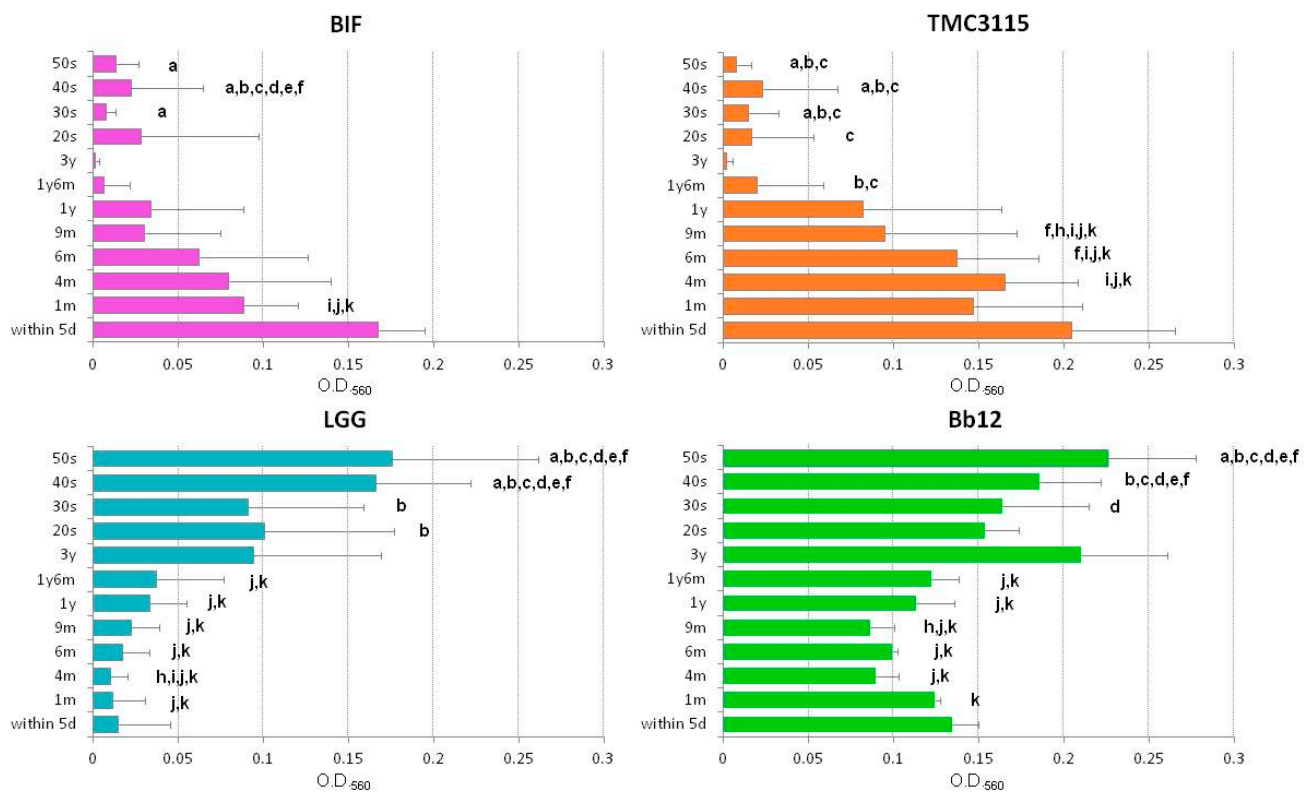 BIF
50s a
40s a,b,c,d,e,f
30s a
20s
3y
1y6m
1y
9m
6m
4m
1m i,j,k
within 5d
0 0.05 0.1 0.15 0.2 0.25 0.3
O.D.560
TMC3115
50s a,b,c
40s a,b,c
30s a,b,c
20s c
3y
1y6m b,c
1y
9m f,h,i,j,k
6m f,i,j,k
4m i,j,k
1m
within 5d
0 0.05 0.1 0.15 0.2 0.25 0.3
O.D.560
LGG
50s a,b,c,d,e,f
40s a,b,c,d,e,f
30s b
20s b
3y
1y6m j,k
1y j,k
9m j,k
6m j,k
4m h,i,j,k
1m j,k
within 5d
0 0.05 0.1 0.15 0.2 0.25 0.3
O.D.560
Bb12
50s a,b,c,d,e,f
40s b,c,d,e,f
30s d
20s
3y
1y6m j,k
1y j,k
9m h,j,k
6m j,k
4m j,k
1m k
within 5d
0 0.05 0.1 0.15 0.2 0.25 0.3
O.D.560